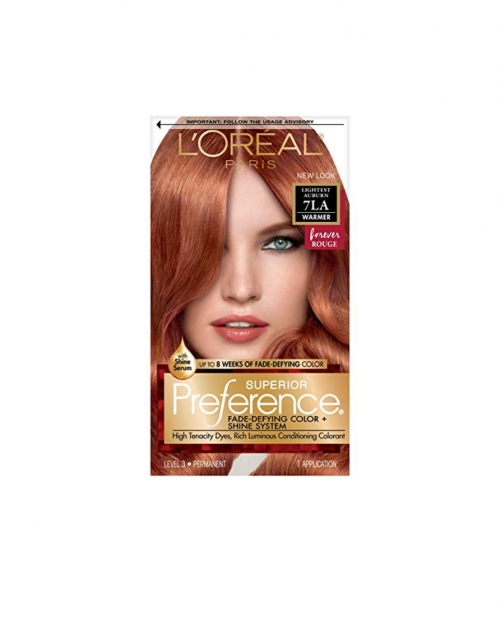 IMPORTANT: FOLLOW THE USAGE ADVISORY
L'ORÉAL
PARIS
NEW LOOK
LIGHTEST
AUBURN
7LA
WARMER
forever
ROUGE
with
Shine
Serum
UP TO 8 WEEKS OF FADE-DEFYING COLOR
SUPERIOR
Preference®
FADE-DEFYING COLOR +
SHINE SYSTEM
High Tenacity Dyes, Rich Luminous Conditioning Colorant
LEVEL 3 • PERMANENT 1 APPLICATION